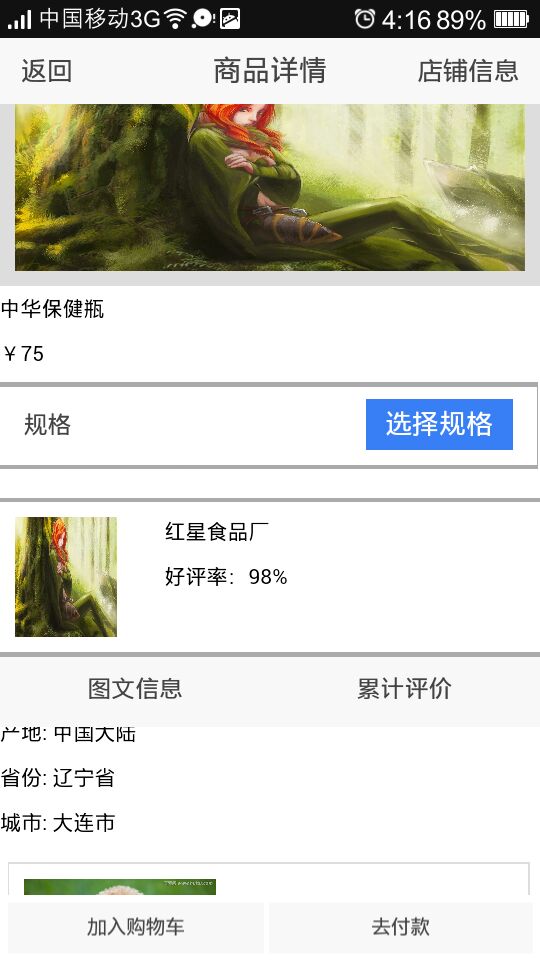 中国移动3G 4:16 89%
返回 商品详情 店铺信息
中华保健瓶
￥75
规格 选择规格
红星食品厂
好评率：98%
图文信息 累计评价
产地: 中国大陆
省份: 辽宁省
城市: 大连市
加入购物车 去付款